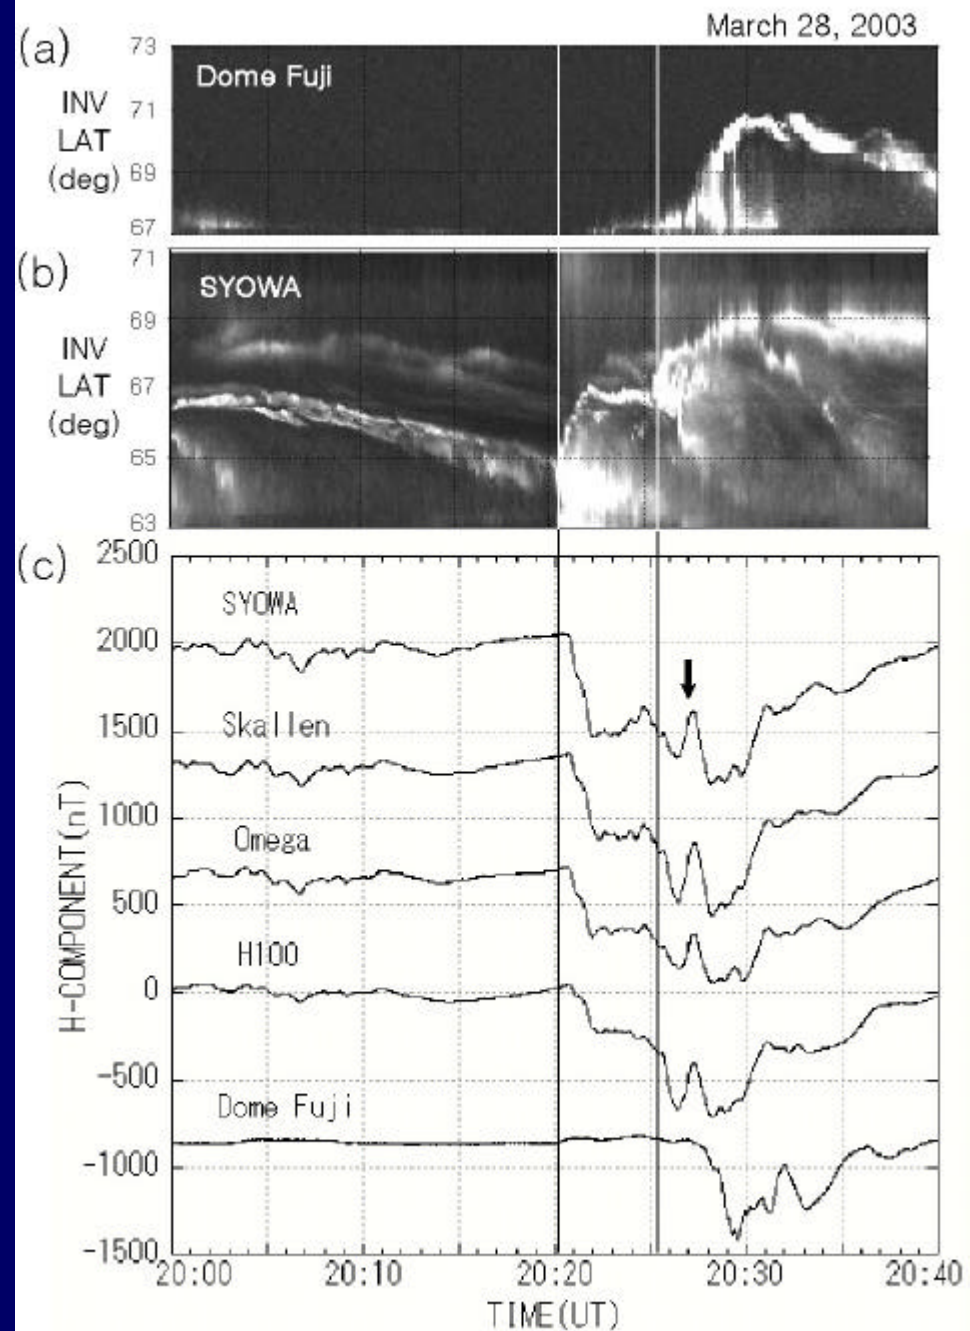 March 28, 2003
(a)
73
Dome Fuji
INV
LAT
(deg)
71
69
67
(b)
71
SYOWA
69
INV
LAT
(deg)
67
65
63
(c)
2500
SYOWA
2000
Skallen
1500
1000
Omega
500
H100
0
-500
Dome Fuji
-1000
-1500
H-COMPONENT(nT)
20:00
20:10
20:20
20:30
20:40
TIME(UT)